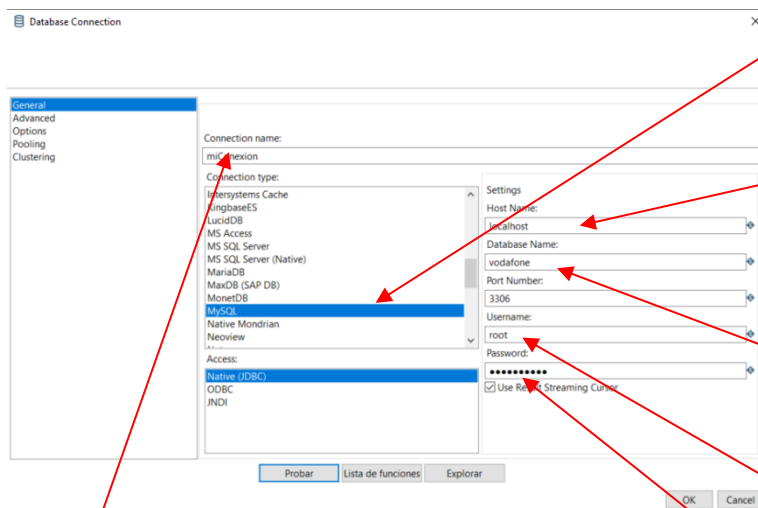 Database Connection
General
Advanced
Options
Pooling
Clustering
Connection name:
miConexion
Connection type:
Intersystems Cache
KingbaseES
LucidDB
MS Access
MS SQL Server
MS SQL Server (Native)
MariaDB
MaxDB (SAP DB)
MonetDB
MySQL
Native Mondrian
Neoview
Access:
Native (JDBC)
ODBC
JNDI
Settings
Host Name:
localhost
Database Name:
vodafone
Port Number:
3306
Username:
root
Password:
••••••••••
Use Result Streaming Cursor
Probar
Lista de funciones
Explorar
OK
Cancel